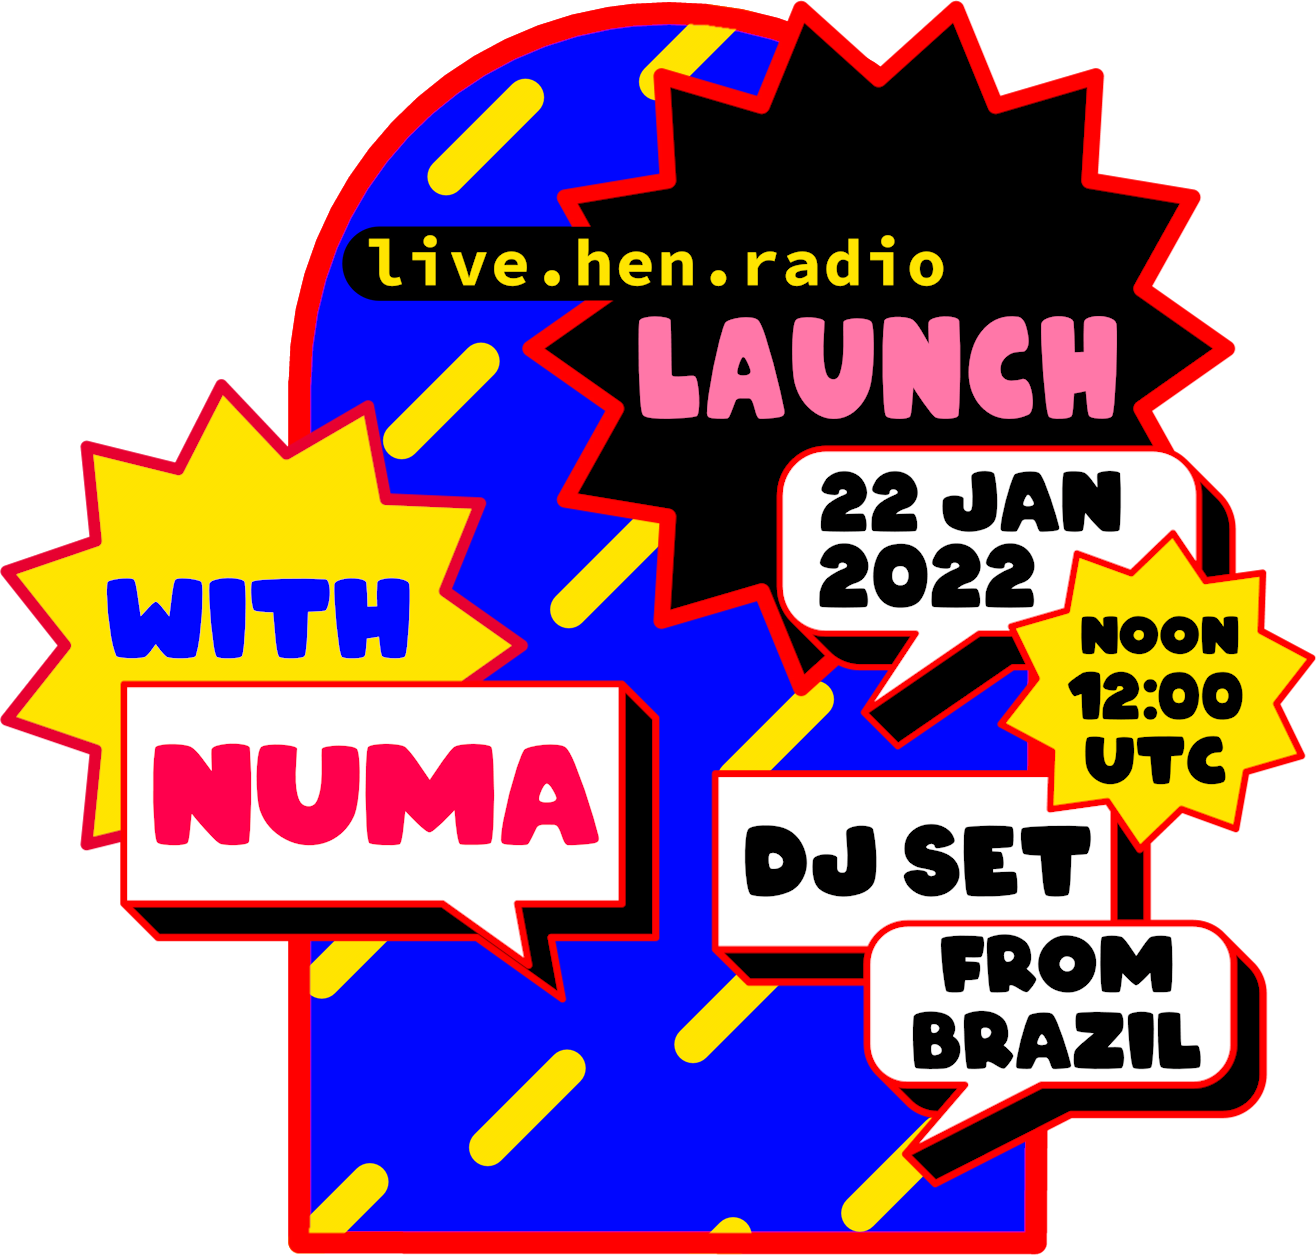 live.hen.radio
LAUNCH
22 JAN
2022
NOON
12:00
UTC
WITH
NUMA
DJ SET
FROM
BRAZIL